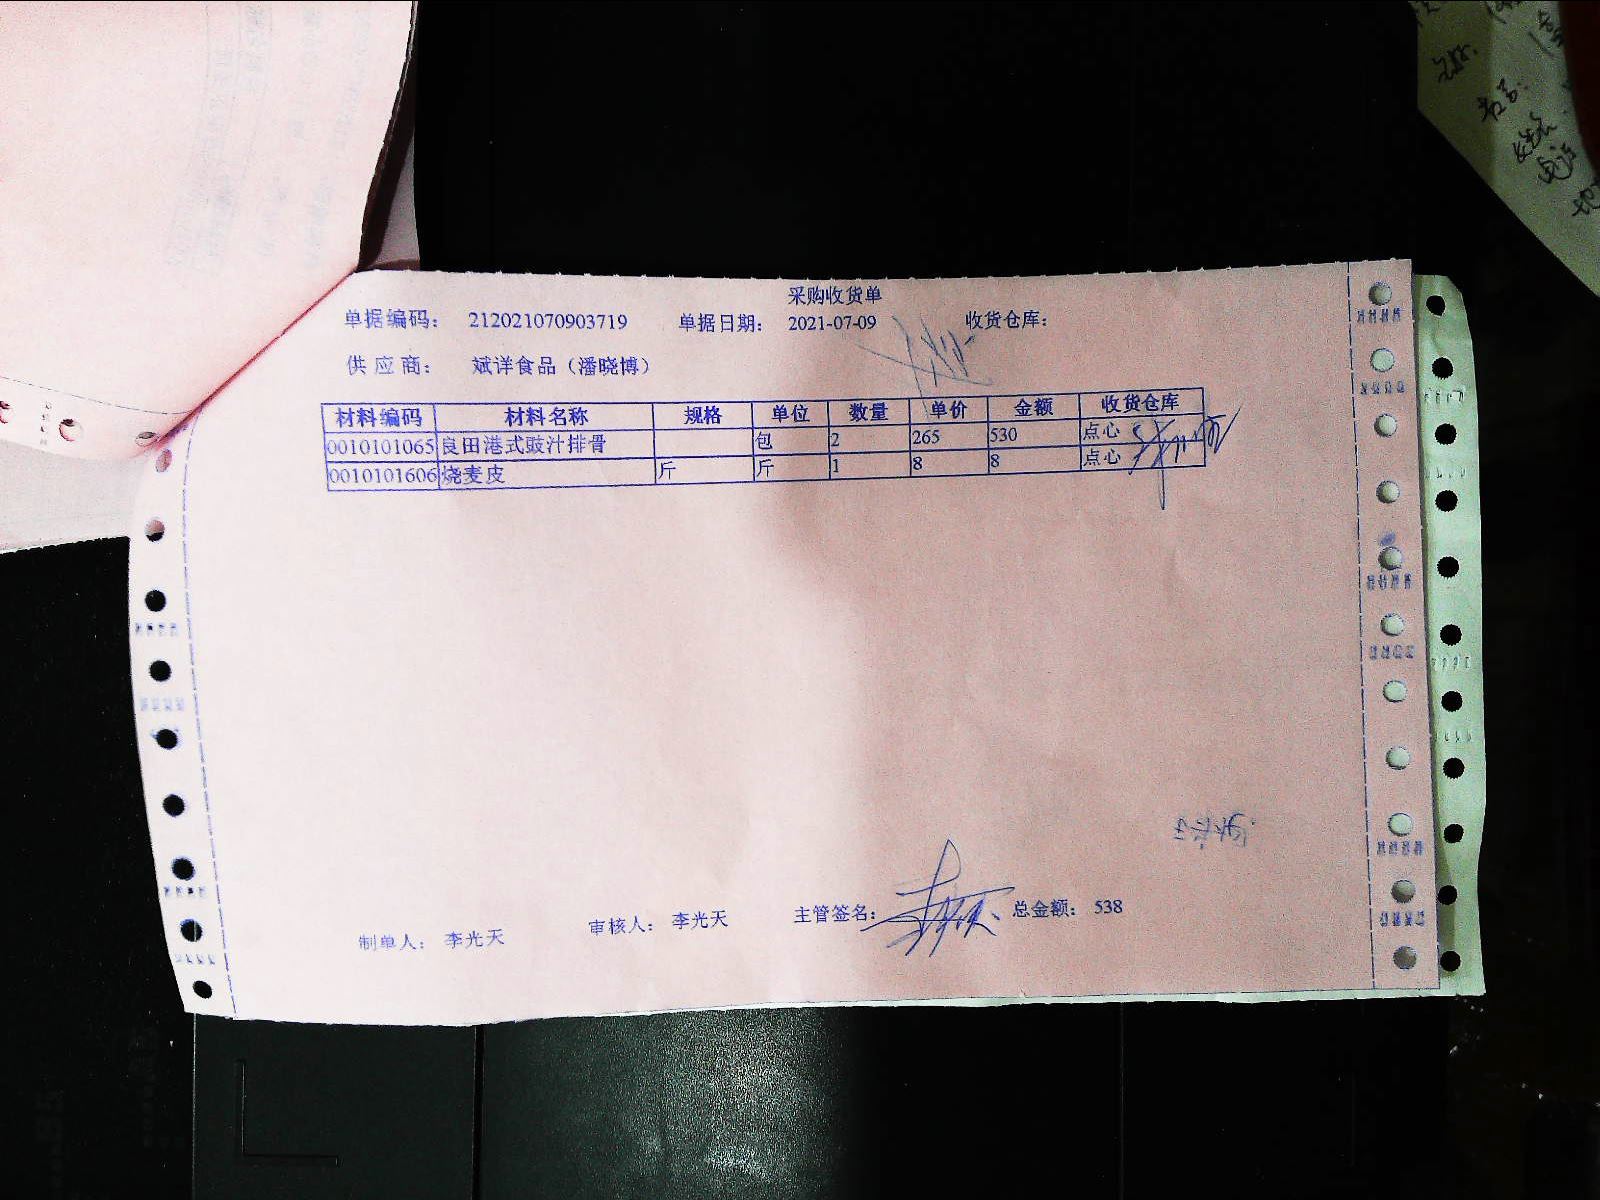 采购收货单
单据编码： 212021070903719 单据日期： 2021-07-09 收货仓库：
供应商： 斌洋食品（潘晓博）
材料编码 材料名称 规格 单位 数量 单价 金额 收货仓库
0010101065 良田港式豉汁排骨 包 2 265 530 点心
0010101606 烧麦皮 斤 斤 1 8 8 点心
制单人： 李光天 审核人： 李光天 主管签名： 总金额： 538